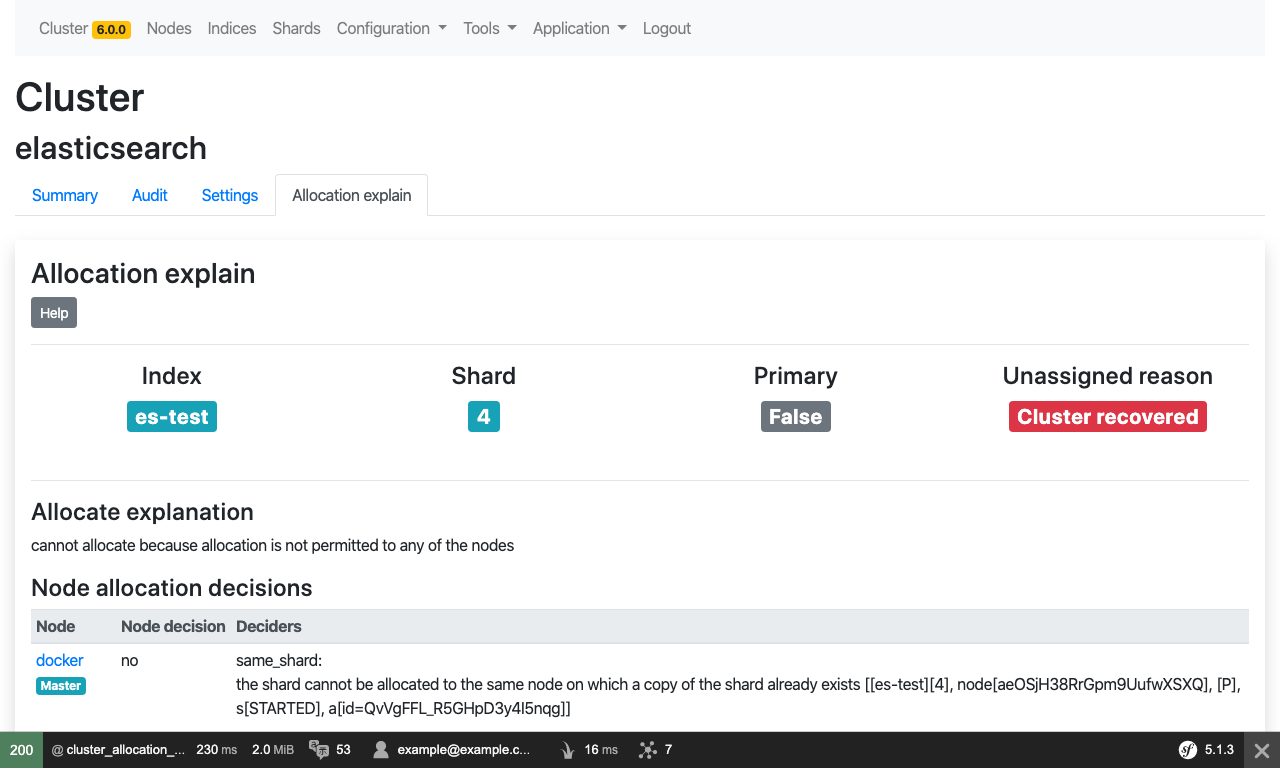 Cluster 6.0.0 Nodes Indices Shards Configuration Tools Application Logout
Cluster
elasticsearch
Summary Audit Settings Allocation explain
Allocation explain
Help
Index Shard Primary Unassigned reason
es-test 4 False Cluster recovered
Allocate explanation
cannot allocate because allocation is not permitted to any of the nodes
Node allocation decisions
Node Node decision Deciders
docker no same_shard:
Master the shard cannot be allocated to the same node on which a copy of the shard already exists [[es-test][4], node[aeOSjH38RrGpm9UufwXSXQ], [P],
s[STARTED], a[id=QvVgFFL_R5GHpD3y4I5nqg]]
200 @ cluster_allocation_... 230 ms 2.0 MiB 53 example@example.c... 16 ms 7 sf 5.1.3